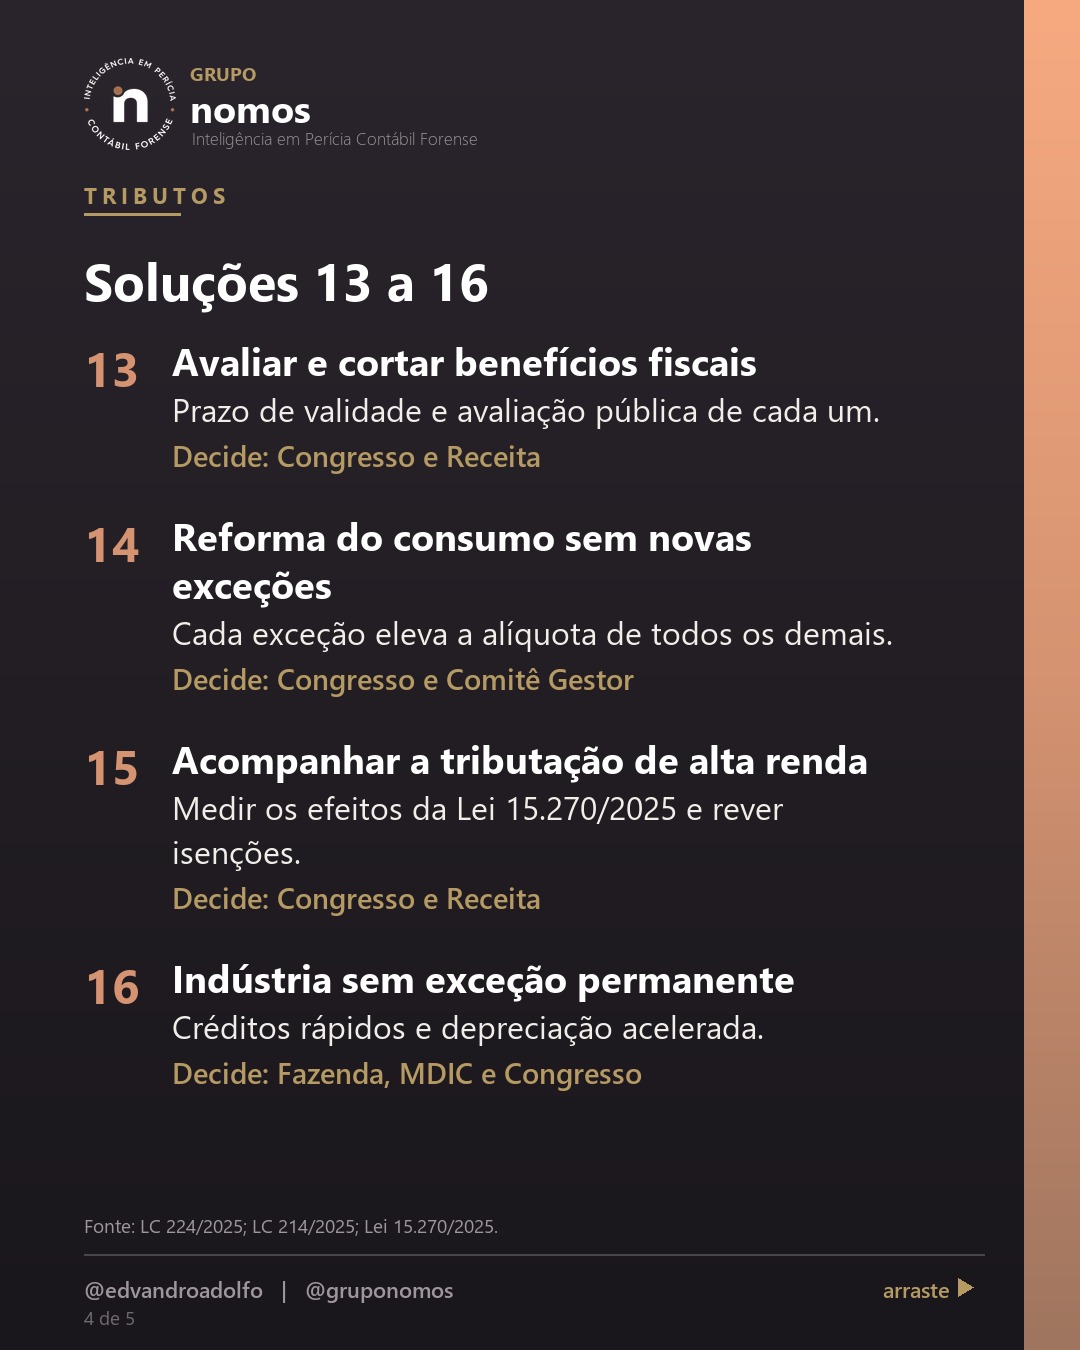 INTELIGÊNCIA EM PERÍCIA
CONTÁBIL FORENSE
n
GRUPO
nomos
Inteligência em Perícia Contábil Forense
TRIBUTOS
Soluções 13 a 16
13 Avaliar e cortar benefícios fiscais
Prazo de validade e avaliação pública de cada um.
Decide: Congresso e Receita
14 Reforma do consumo sem novas
exceções
Cada exceção eleva a alíquota de todos os demais.
Decide: Congresso e Comitê Gestor
15 Acompanhar a tributação de alta renda
Medir os efeitos da Lei 15.270/2025 e rever
isenções.
Decide: Congresso e Receita
16 Indústria sem exceção permanente
Créditos rápidos e depreciação acelerada.
Decide: Fazenda, MDIC e Congresso
Fonte: LC 224/2025; LC 214/2025; Lei 15.270/2025.
@edvandroadolfo | @gruponomos arraste
4 de 5